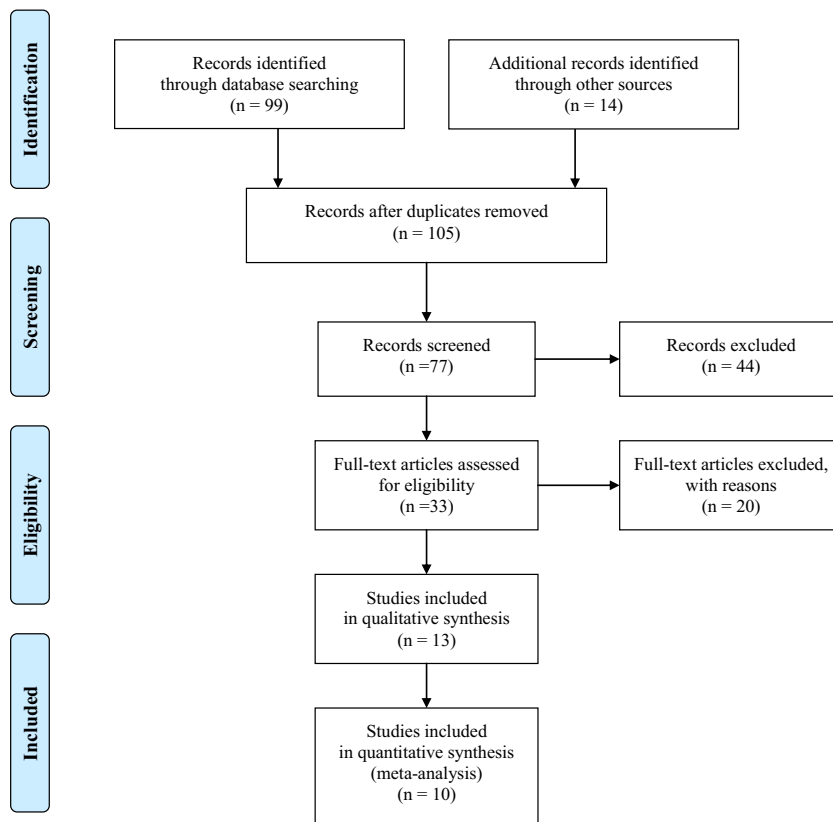 Identification
Records identified
through database searching
(n = 99)
Additional records identified
through other sources
(n = 14)
Records after duplicates removed
(n = 105)
Screening
Records screened
(n =77)
Records excluded
(n = 44)
Eligibility
Full-text articles assessed
for eligibility
(n =33)
Full-text articles excluded,
with reasons
(n = 20)
Studies included
in qualitative synthesis
(n = 13)
Included
Studies included
in quantitative synthesis
(meta-analysis)
(n = 10)